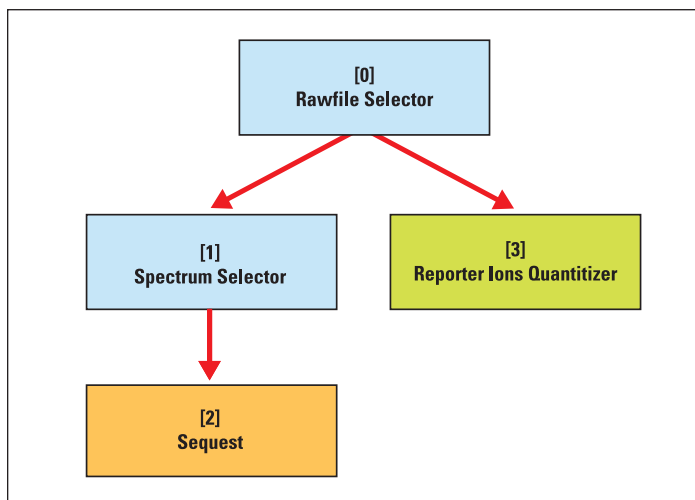 [0]
Rawfile Selector
[1]
Spectrum Selector
[3]
Reporter Ions Quantitizer
[2]
Sequest